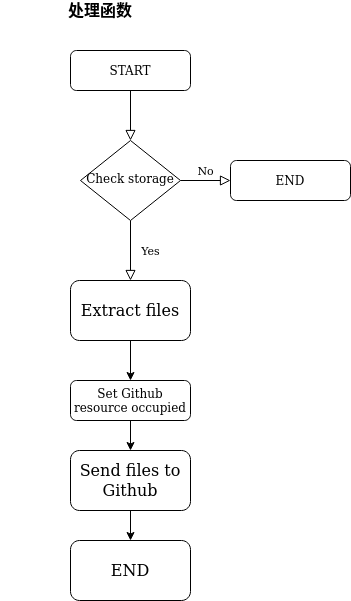 处理函数
START
Check storage
No
END
Yes
Extract files
Set Github
resource occupied
Send files to
Github
END